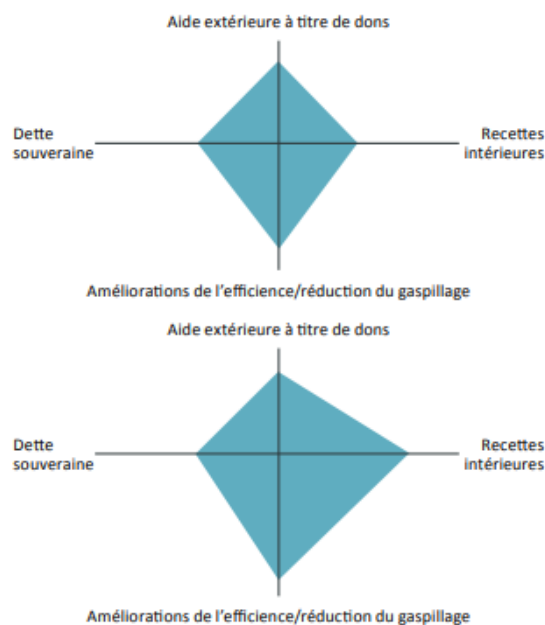 Aide extérieure à titre de dons
Dette
souveraine
Recettes
intérieures
Améliorations de l'efficience/réduction du gaspillage
Aide extérieure à titre de dons
Dette
souveraine
Recettes
intérieures
Améliorations de l'efficience/réduction du gaspillage